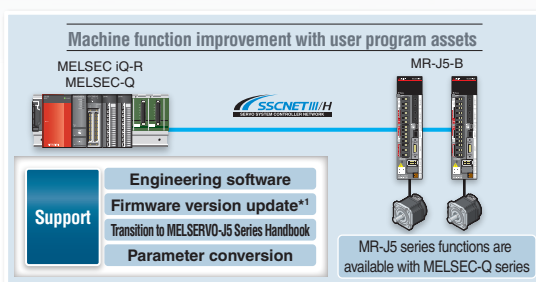 Machine function improvement with user program assets
MELSEC iQ-R
MELSEC-Q
SSCNETIII/H
SERVO SYSTEM CONTROLLER NETWORK
MR-J5-B
Support
Engineering software
Firmware version update*1
Transition to MELSERVO-J5 Series Handbook
Parameter conversion
MR-J5 series functions are
available with MELSEC-Q series